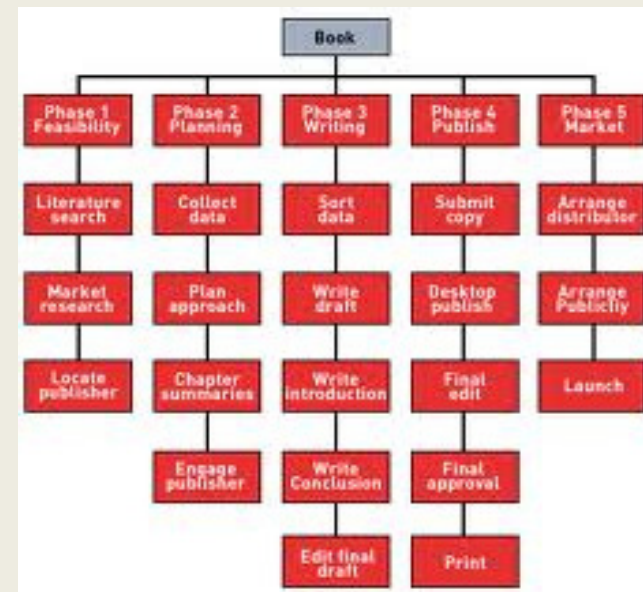 Book
Phase 1
Feasibility
Phase 2
Planning
Phase 3
Writing
Phase 4
Publish
Phase 5
Market
Literature
search
Collect
data
Sort
data
Submit
copy
Arrange
distributor
Market
research
Plan
approach
Write
draft
Desktop
publish
Arrange
Publicity
Locate
publisher
Chapter
summaries
Write
introduction
Final
edit
Launch
Engage
publisher
Write
Conclusion
Final
approval
Edit final
draft
Print